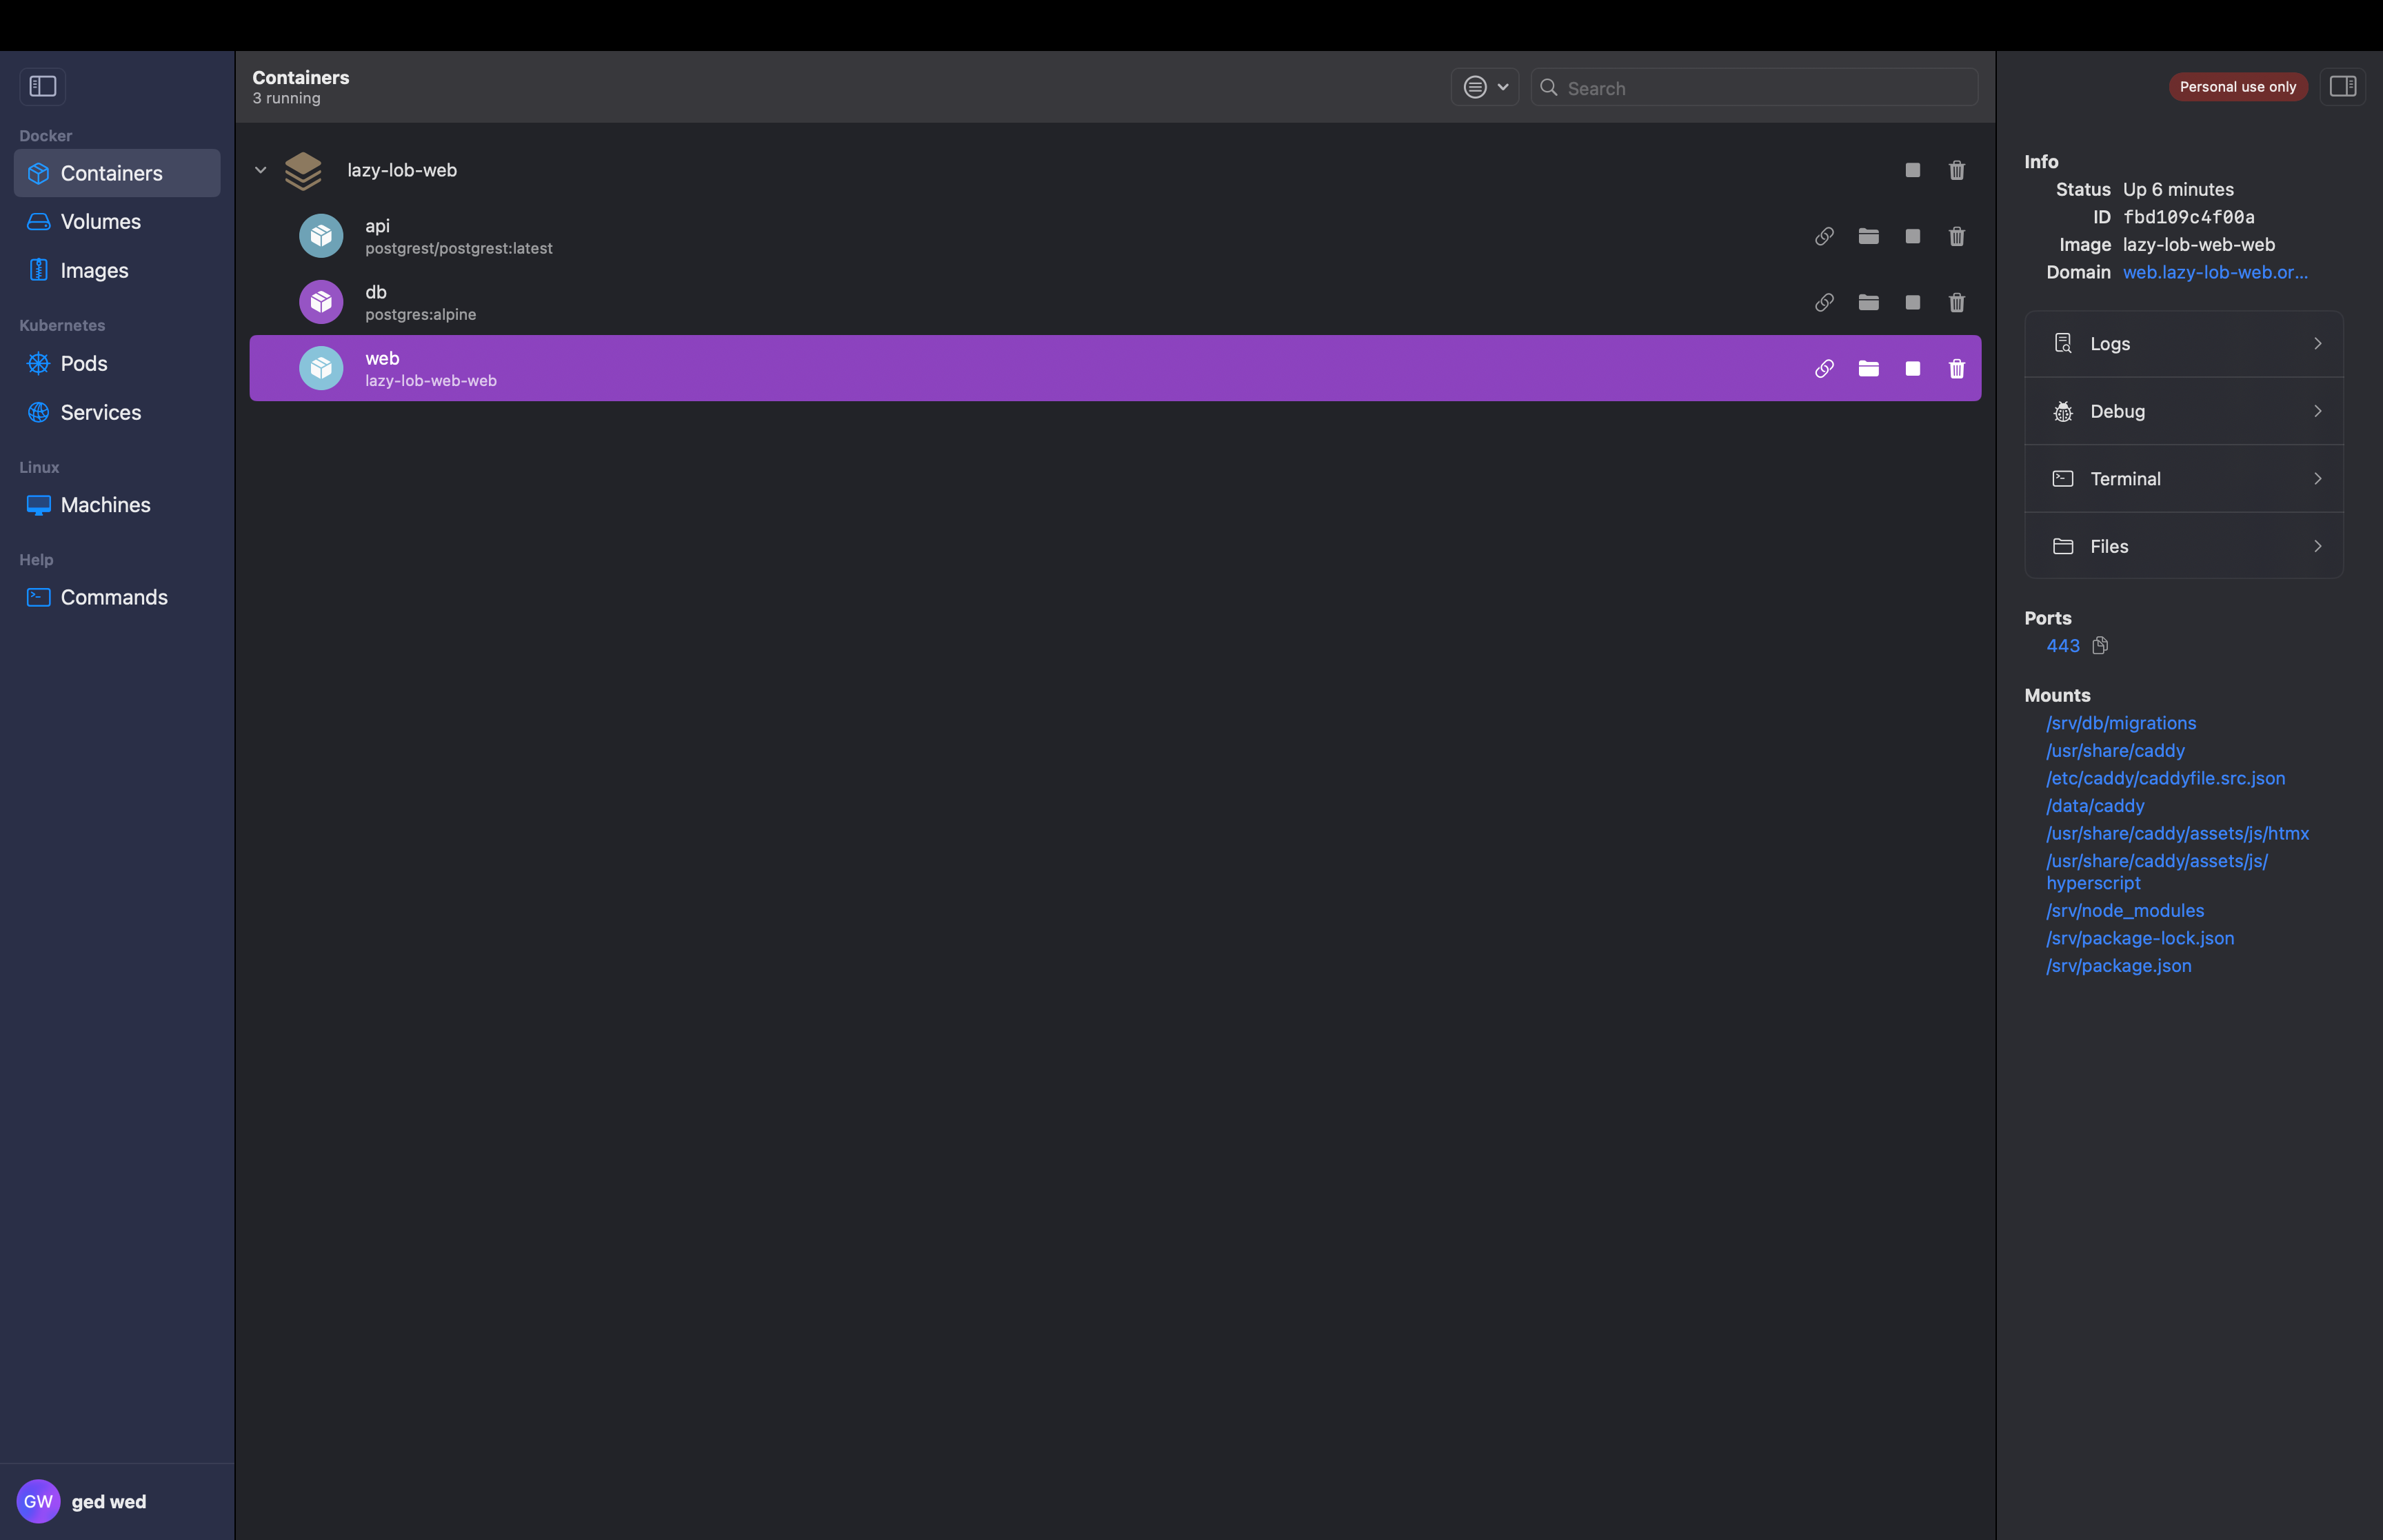 Docker
Containers
Volumes
Images
Kubernetes
Pods
Services
Linux
Machines
Help
Commands
GW
ged wed
Containers
3 running
Search
lazy-lob-web
api
postgrest/postgrest:latest
db
postgres:alpine
web
lazy-lob-web-web
Personal use only
Info
Status Up 6 minutes
ID fbd109c4f00a
Image lazy-lob-web-web
Domain web.lazy-lob-web.or...
Logs
Debug
Terminal
Files
Ports
443
Mounts
/srv/db/migrations
/usr/share/caddy
/etc/caddy/caddyfile.src.json
/data/caddy
/usr/share/caddy/assets/js/htmx
/usr/share/caddy/assets/js/
hyperscript
/srv/node_modules
/srv/package-lock.json
/srv/package.json